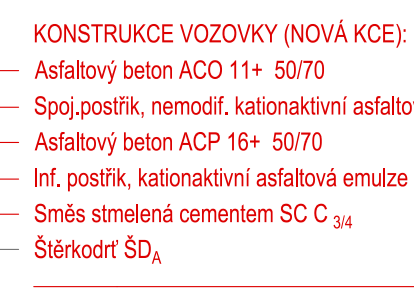 KONSTRUKCE VOZOVKY (NOVÁ KCE):
Asfaltový beton ACO 11+ 50/70
Spoj.postřik, nemodif. kationaktivní asfalto
Asfaltový beton ACP 16+ 50/70
Inf. postřik, kationaktivní asfaltová emulze
Směs stmelená cementem SC C 3/4
Štěrkodrť ŠDA